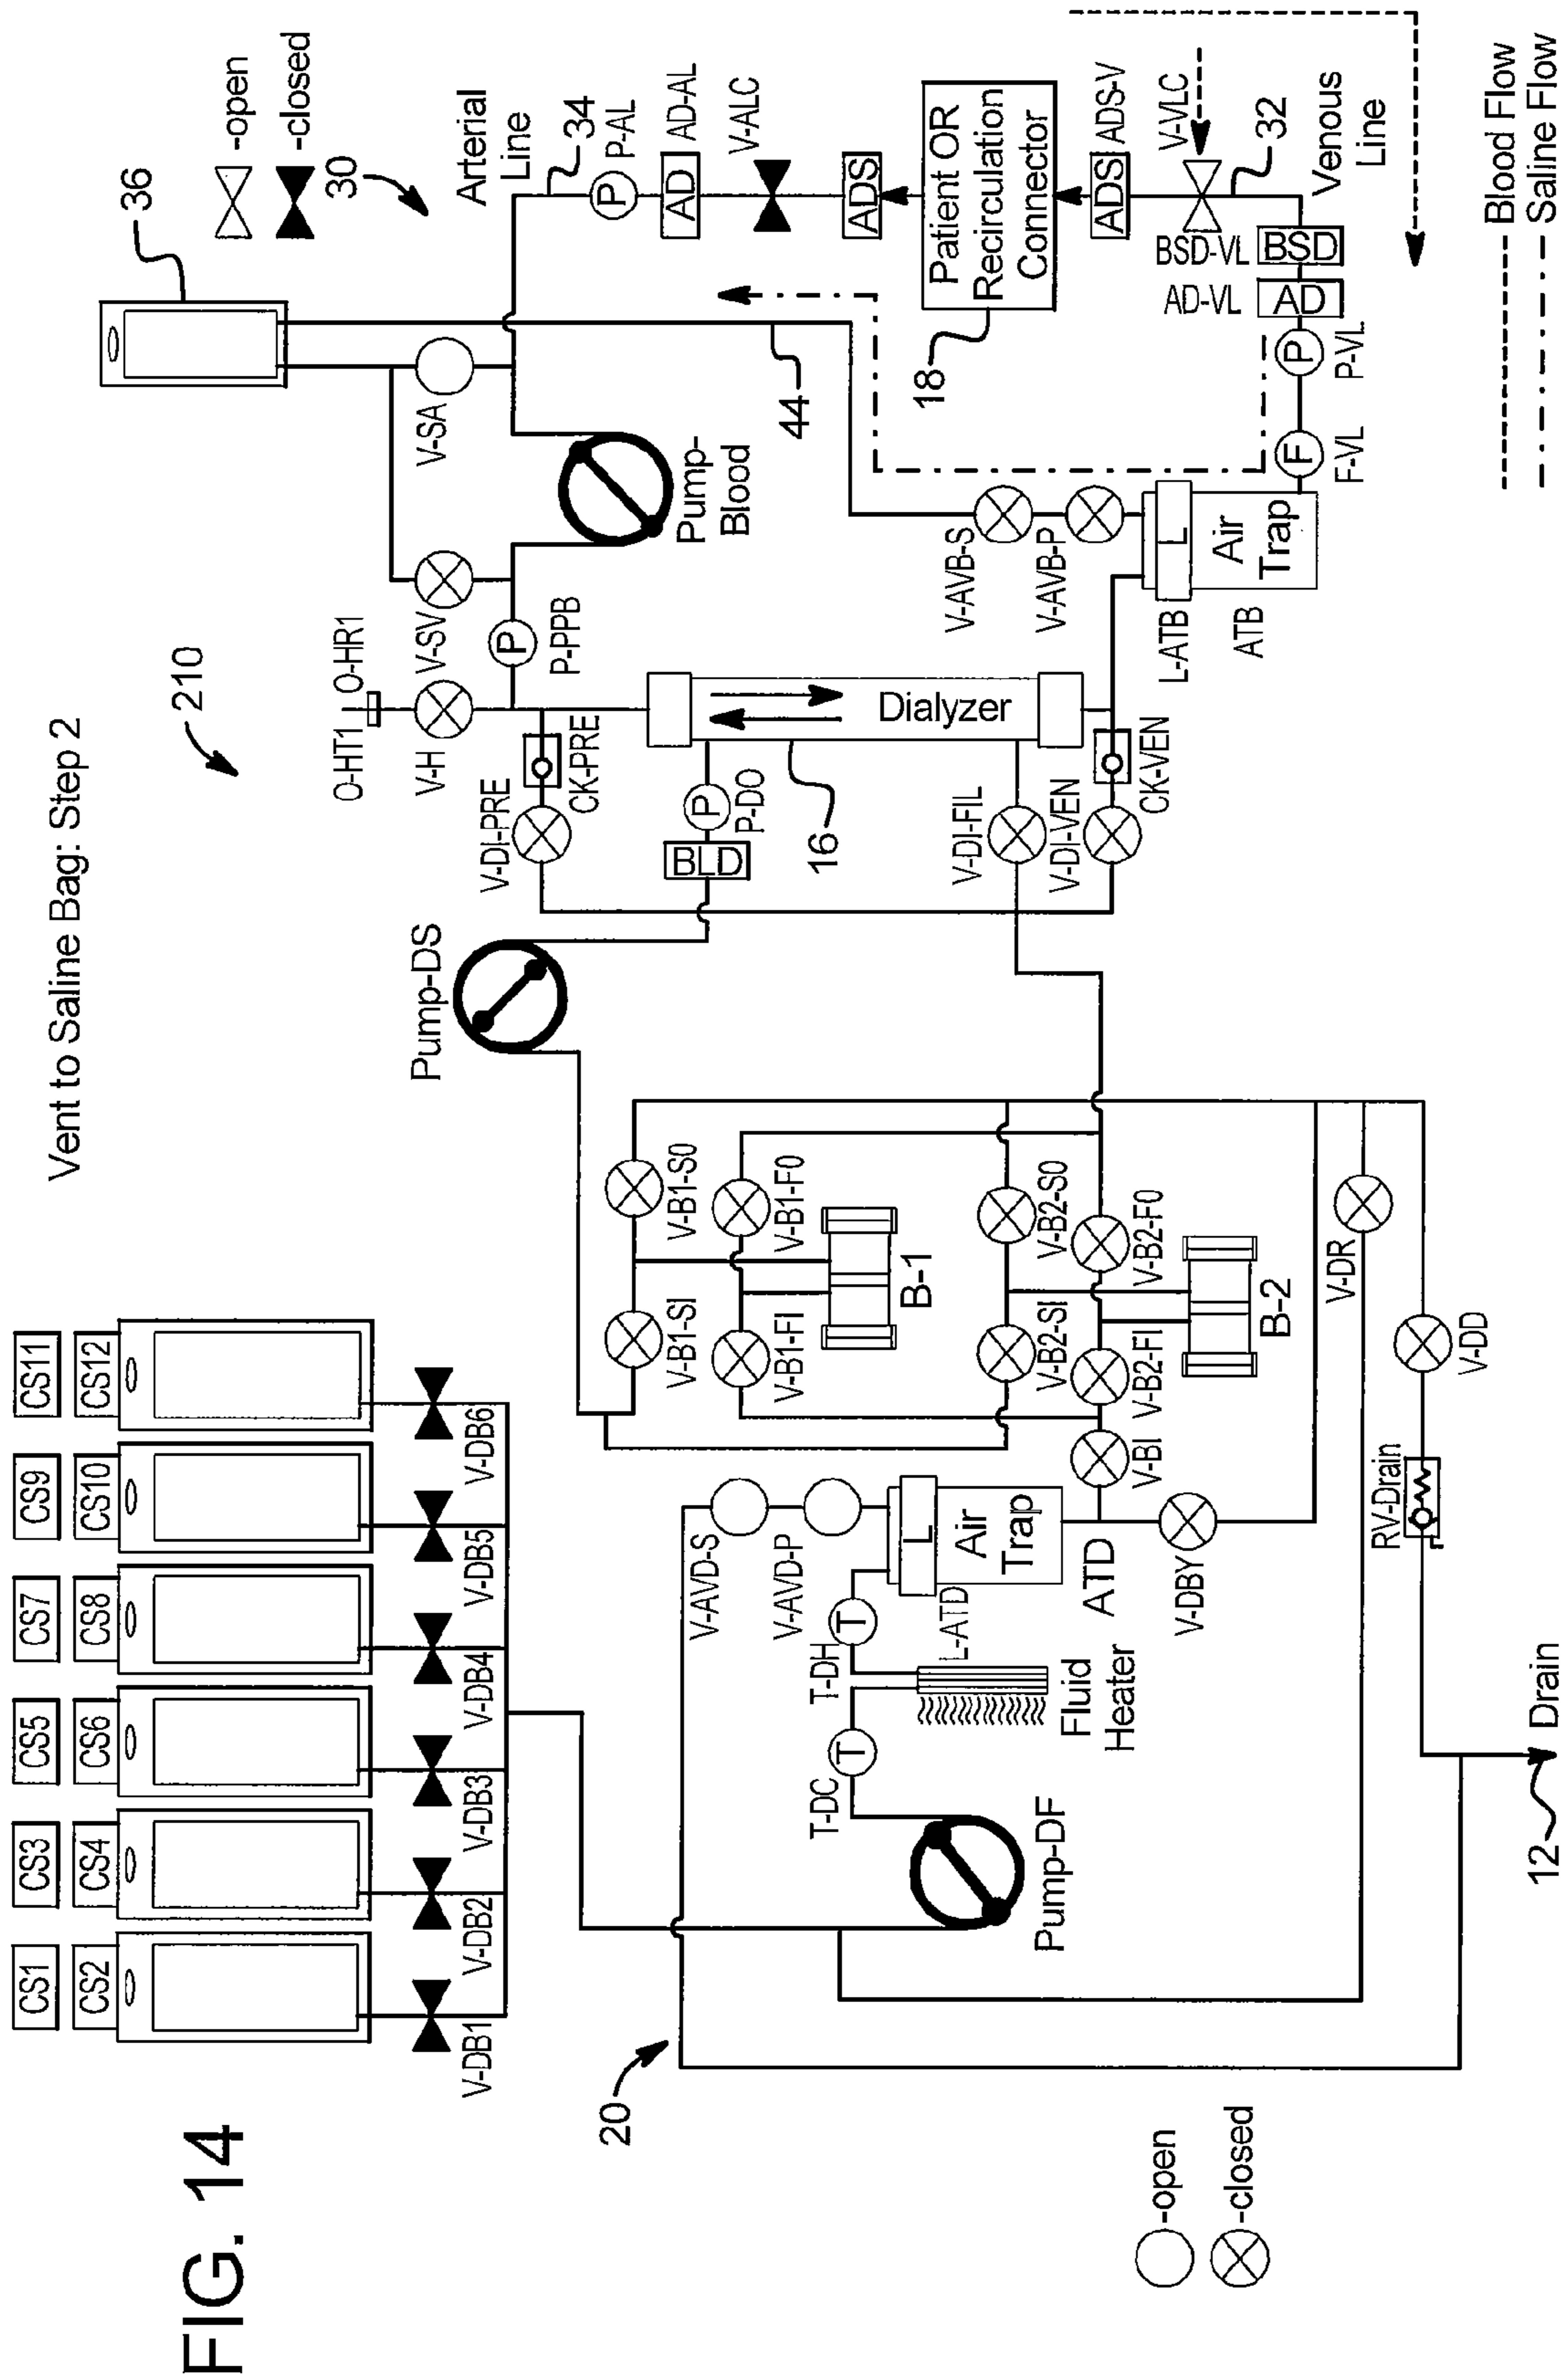 FIG. 14
Vent to Saline Bag: Step 2
210
CS1
CS2
CS3
CS4
CS5
CS6
CS7
CS8
CS9
CS10
CS11
CS12
V-DB1
V-DB2
V-DB3
V-DB4
V-DB5
V-DB6
36
-open
-closed
30
O-HT1
O-HR1
V-H
V-SV
V-SA
P
P-PPB
Pump-
Blood
Arterial
Line
34
P
P-AL
AD
AD-AL
V-ALC
ADS
Patient OR
Recirculation
Connector
18
44
ADS
ADS-V
V-VLC
32
Venous
Line
BSD-VL
BSD
AD-VL
AD
P
P-VL
F
F-VL
V-AVB-S
V-AVB-P
L
L-ATB
Air
Trap
ATB
V-DI-PRE
CK-PRE
Dialyzer
16
P
P-DO
BLD
V-DI-FIL
V-DI-VEN
CK-VEN
Pump-DS
V-B1-SI
V-B1-S0
V-B1-FI
V-B1-F0
B-1
V-B2-SI
V-B2-S0
V-B2-FI
V-B2-F0
B-2
V-BI
V-AVD-S
V-AVD-P
L
L-ATD
Air
Trap
ATD
V-DBY
T
T-DH
T
T-DC
Fluid
Heater
Pump-DF
20
V-DR
V-DD
RV-Drain
12
Drain
-open
-closed
Blood Flow
Saline Flow